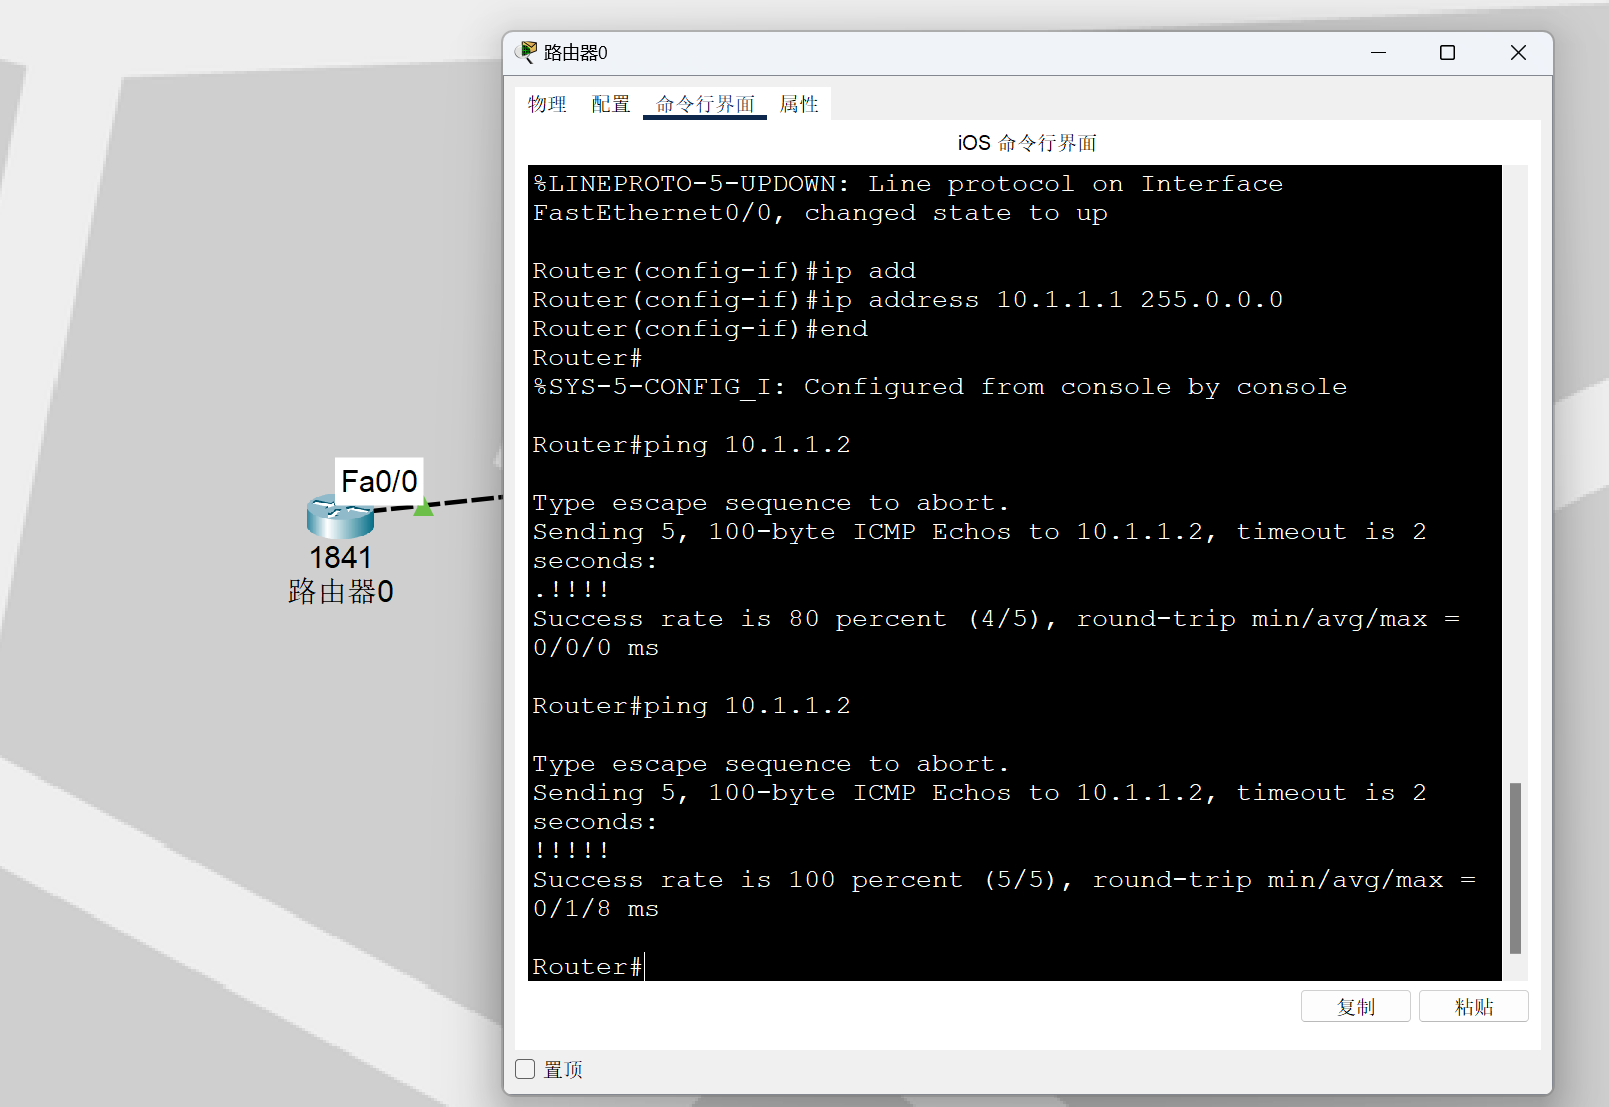 路由器0
物理 配置 命令行界面 属性
iOS 命令行界面
%LINEPROTO-5-UPDOWN: Line protocol on Interface
FastEthernet0/0, changed state to up
Router(config-if)#ip add
Router(config-if)#ip address 10.1.1.1 255.0.0.0
Router(config-if)#end
Router#
%SYS-5-CONFIG_I: Configured from console by console
Router#ping 10.1.1.2
Type escape sequence to abort.
Sending 5, 100-byte ICMP Echos to 10.1.1.2, timeout is 2
seconds:
.!!!!
Success rate is 80 percent (4/5), round-trip min/avg/max =
0/0/0 ms
Router#ping 10.1.1.2
Type escape sequence to abort.
Sending 5, 100-byte ICMP Echos to 10.1.1.2, timeout is 2
seconds:
!!!!!
Success rate is 100 percent (5/5), round-trip min/avg/max =
0/1/8 ms
Router#
复制 粘贴
置顶
Fa0/0
1841
路由器0